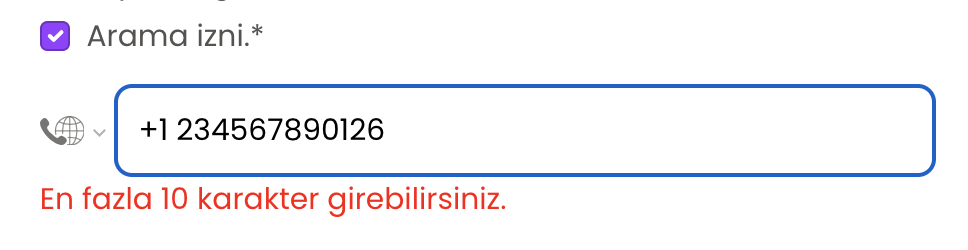 Arama izni.*
+1 234567890126
En fazla 10 karakter girebilirsiniz.